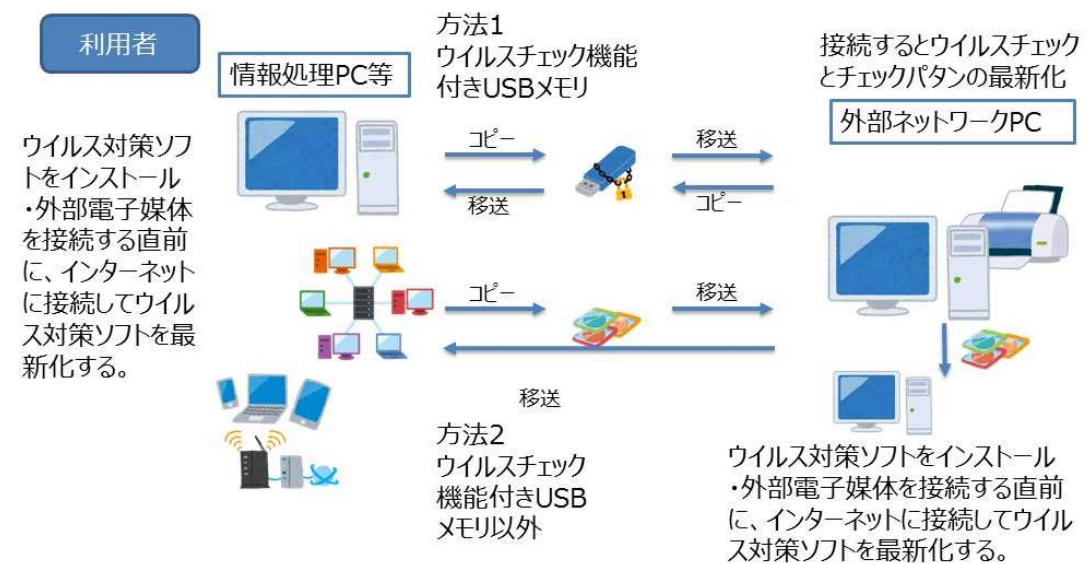 利用者
情報処理PC等
方法1
ウイルスチェック機能
付きUSBメモリ
接続するとウイルスチェック
とチェックパタンの最新化
外部ネットワークPC
ウイルス対策ソフ
トをインストール
・外部電子媒体
を接続する直前
に、インターネット
に接続してウイル
ス対策ソフトを最
新化する。
コピー
移送
移送
コピー
コピー
移送
移送
方法2
ウイルスチェック
機能付きUSB
メモリ以外
ウイルス対策ソフトをインストール
・外部電子媒体を接続する直前
に、インターネットに接続してウイル
ス対策ソフトを最新化する。